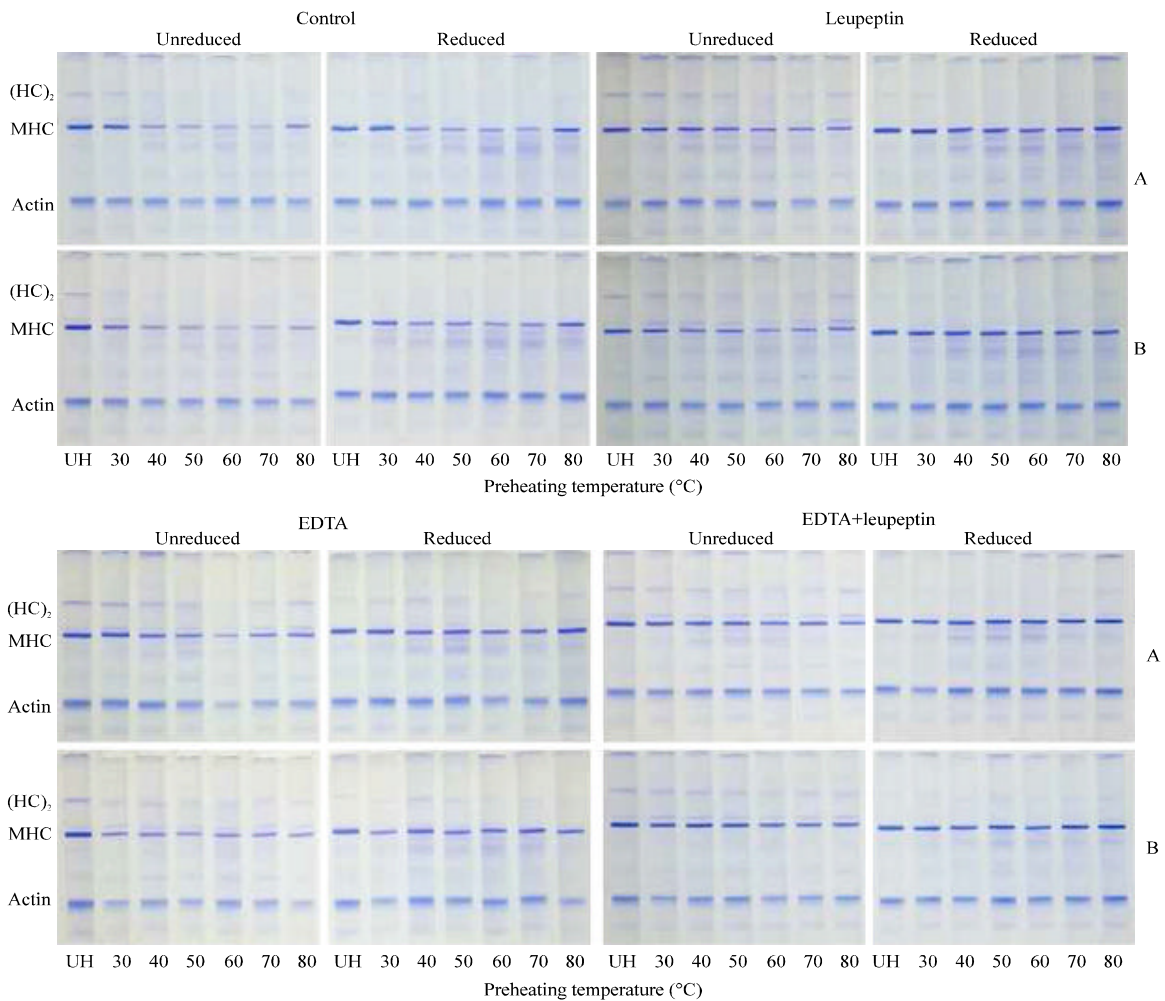 Control Leupeptin
Unreduced Reduced Unreduced Reduced
(HC)₂
MHC
Actin
A
(HC)₂
MHC
Actin
B
UH 30 40 50 60 70 80 UH 30 40 50 60 70 80 UH 30 40 50 60 70 80 UH 30 40 50 60 70 80
Preheating temperature (°C)
EDTA EDTA+leupeptin
Unreduced Reduced Unreduced Reduced
(HC)₂
MHC
Actin
A
(HC)₂
MHC
Actin
B
UH 30 40 50 60 70 80 UH 30 40 50 60 70 80 UH 30 40 50 60 70 80 UH 30 40 50 60 70 80
Preheating temperature (°C)